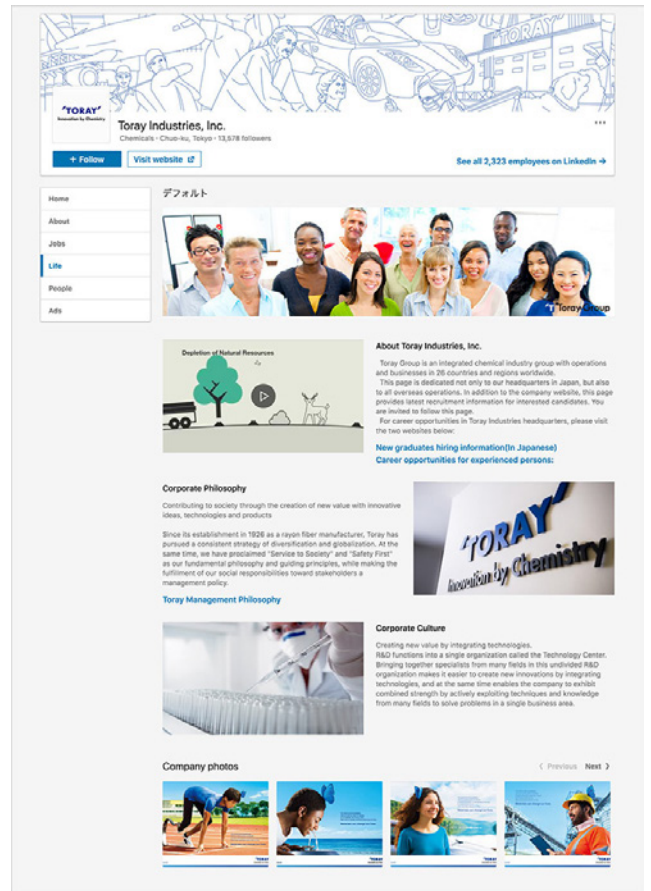 TORAY
'TORAY'
Innovation by Chemistry
Toray Industries, Inc.
Chemicals · Chuo-ku, Tokyo · 13,578 followers
...
+ Follow
Visit website
See all 2,323 employees on LinkedIn →
Home
About
Jobs
Life
People
Ads
デフォルト
Toray Group
Depletion of Natural Resources
About Toray Industries, Inc.
Toray Group is an integrated chemical industry group with operations
and businesses in 26 countries and regions worldwide.
This page is dedicated not only to our headquarters in Japan, but also
to all overseas operations. In addition to the company website, this page
provides latest recruitment information for interested candidates. You
are invited to follow this page.
For career opportunities in Toray Industries headquarters, please visit
the two websites below:
New graduates hiring information(In Japanese)
Career opportunities for experienced persons:
Corporate Philosophy
Contributing to society through the creation of new value with innovative
ideas, technologies and products
Since its establishment in 1926 as a rayon fiber manufacturer, Toray has
pursued a consistent strategy of diversification and globalization. At the
same time, we have proclaimed "Service to Society" and "Safety First"
as our fundamental philosophy and guiding principles, while making the
fulfillment of our social responsibilities toward stakeholders a
management policy.
Toray Management Philosophy
'TORAY'
Innovation by Chemistry
Corporate Culture
Creating new value by integrating technologies.
R&D functions into a single organization called the Technology Center.
Bringing together specialists from many fields in this undivided R&D
organization makes it easier to create new innovations by integrating
technologies, and at the same time enables the company to exhibit
combined strength by actively exploiting techniques and knowledge
from many fields to solve problems in a single business area.
Company photos
< Previous
Next >
'TORAY'
'TORAY'
'TORAY'
'TORAY'